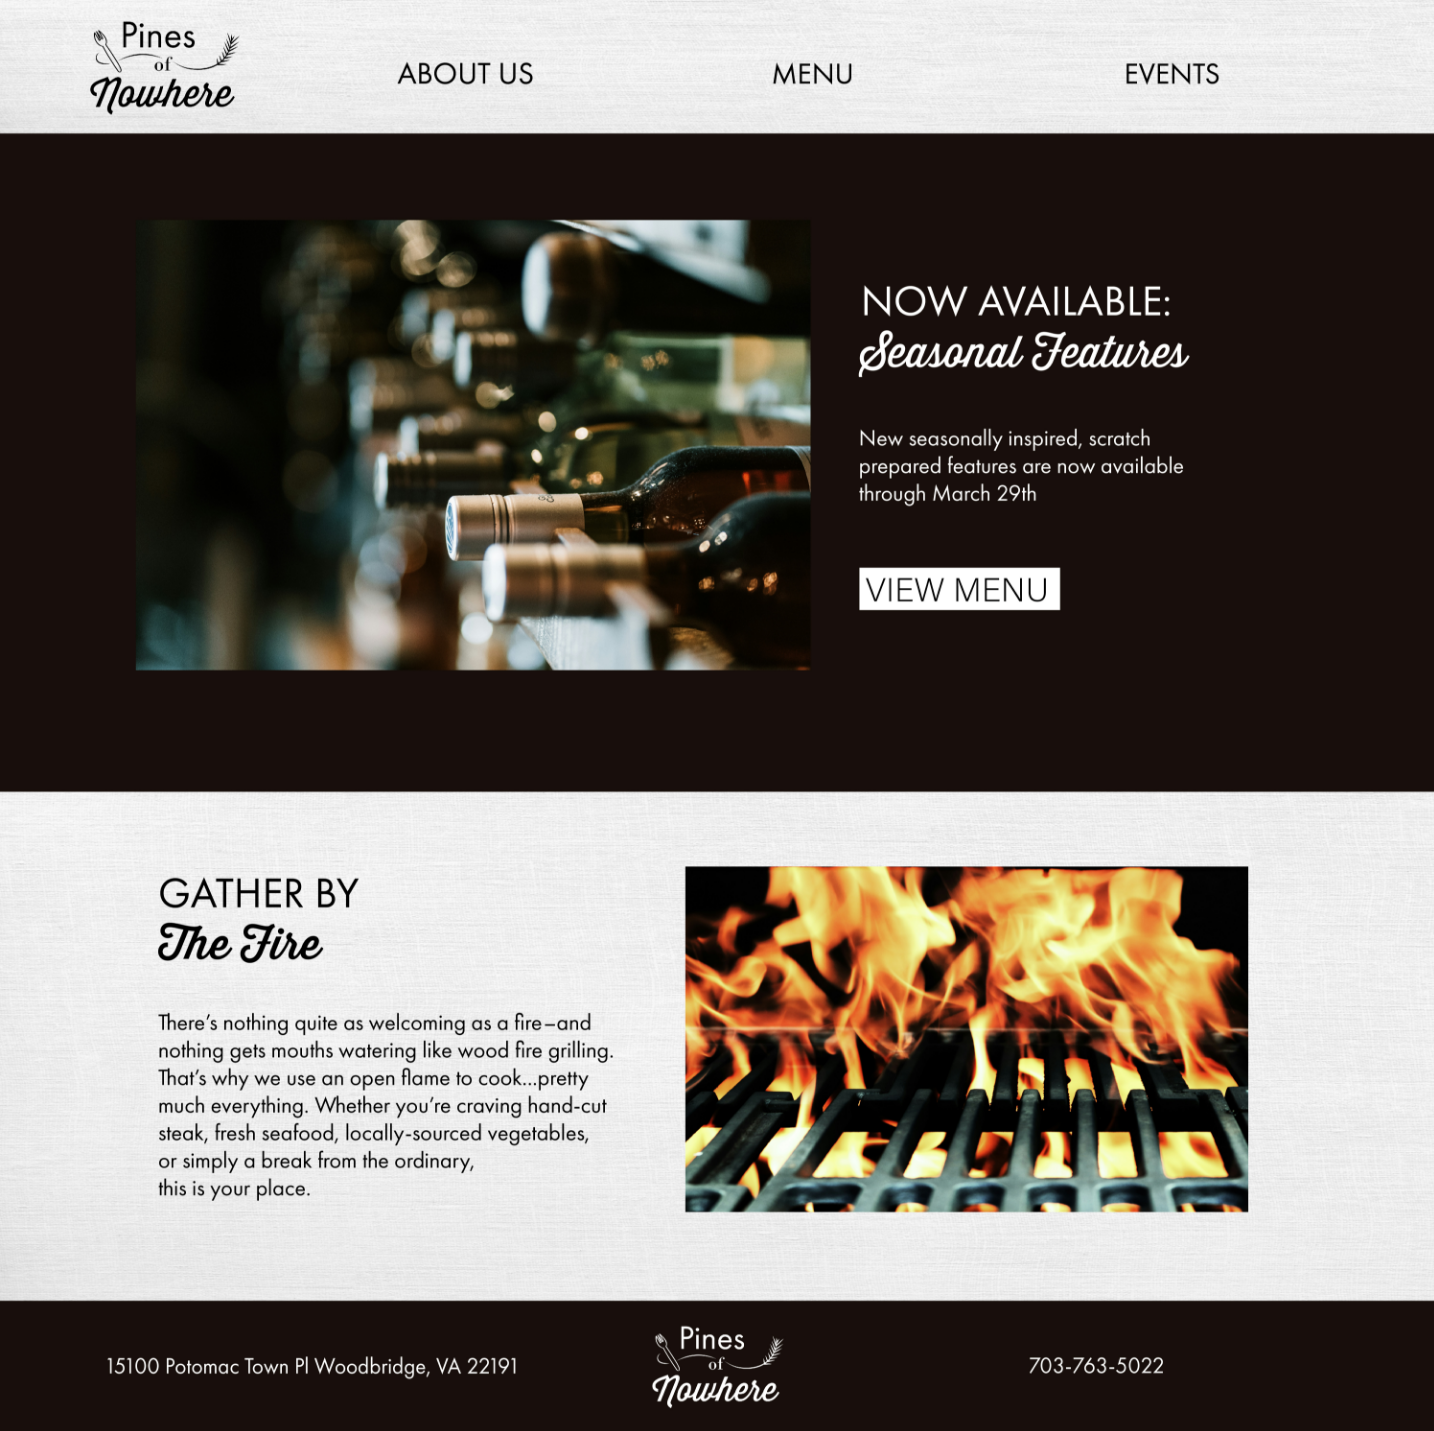 Pines
of
Nowhere
ABOUT US
MENU
EVENTS
NOW AVAILABLE:
Seasonal Features
New seasonally inspired, scratch
prepared features are now available
through March 29th
VIEW MENU
GATHER BY
The Fire
There’s nothing quite as welcoming as a fire–and
nothing gets mouths watering like wood fire grilling.
That’s why we use an open flame to cook...pretty
much everything. Whether you’re craving hand-cut
steak, fresh seafood, locally-sourced vegetables,
or simply a break from the ordinary,
this is your place.
15100 Potomac Town Pl Woodbridge, VA 22191
Pines
of
Nowhere
703-763-5022